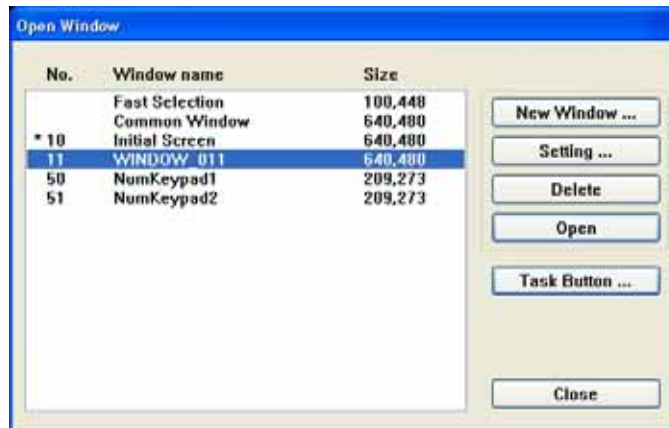 Open Window
No. Window name Size
Fast Selection 100,448
Common Window 640,480
* 10 Initial Screen 640,480
11 WINDOW_011 640,480
50 NumKeypad1 209,273
51 NumKeypad2 209,273
New Window ...
Setting ...
Delete
Open
Task Button ...
Close